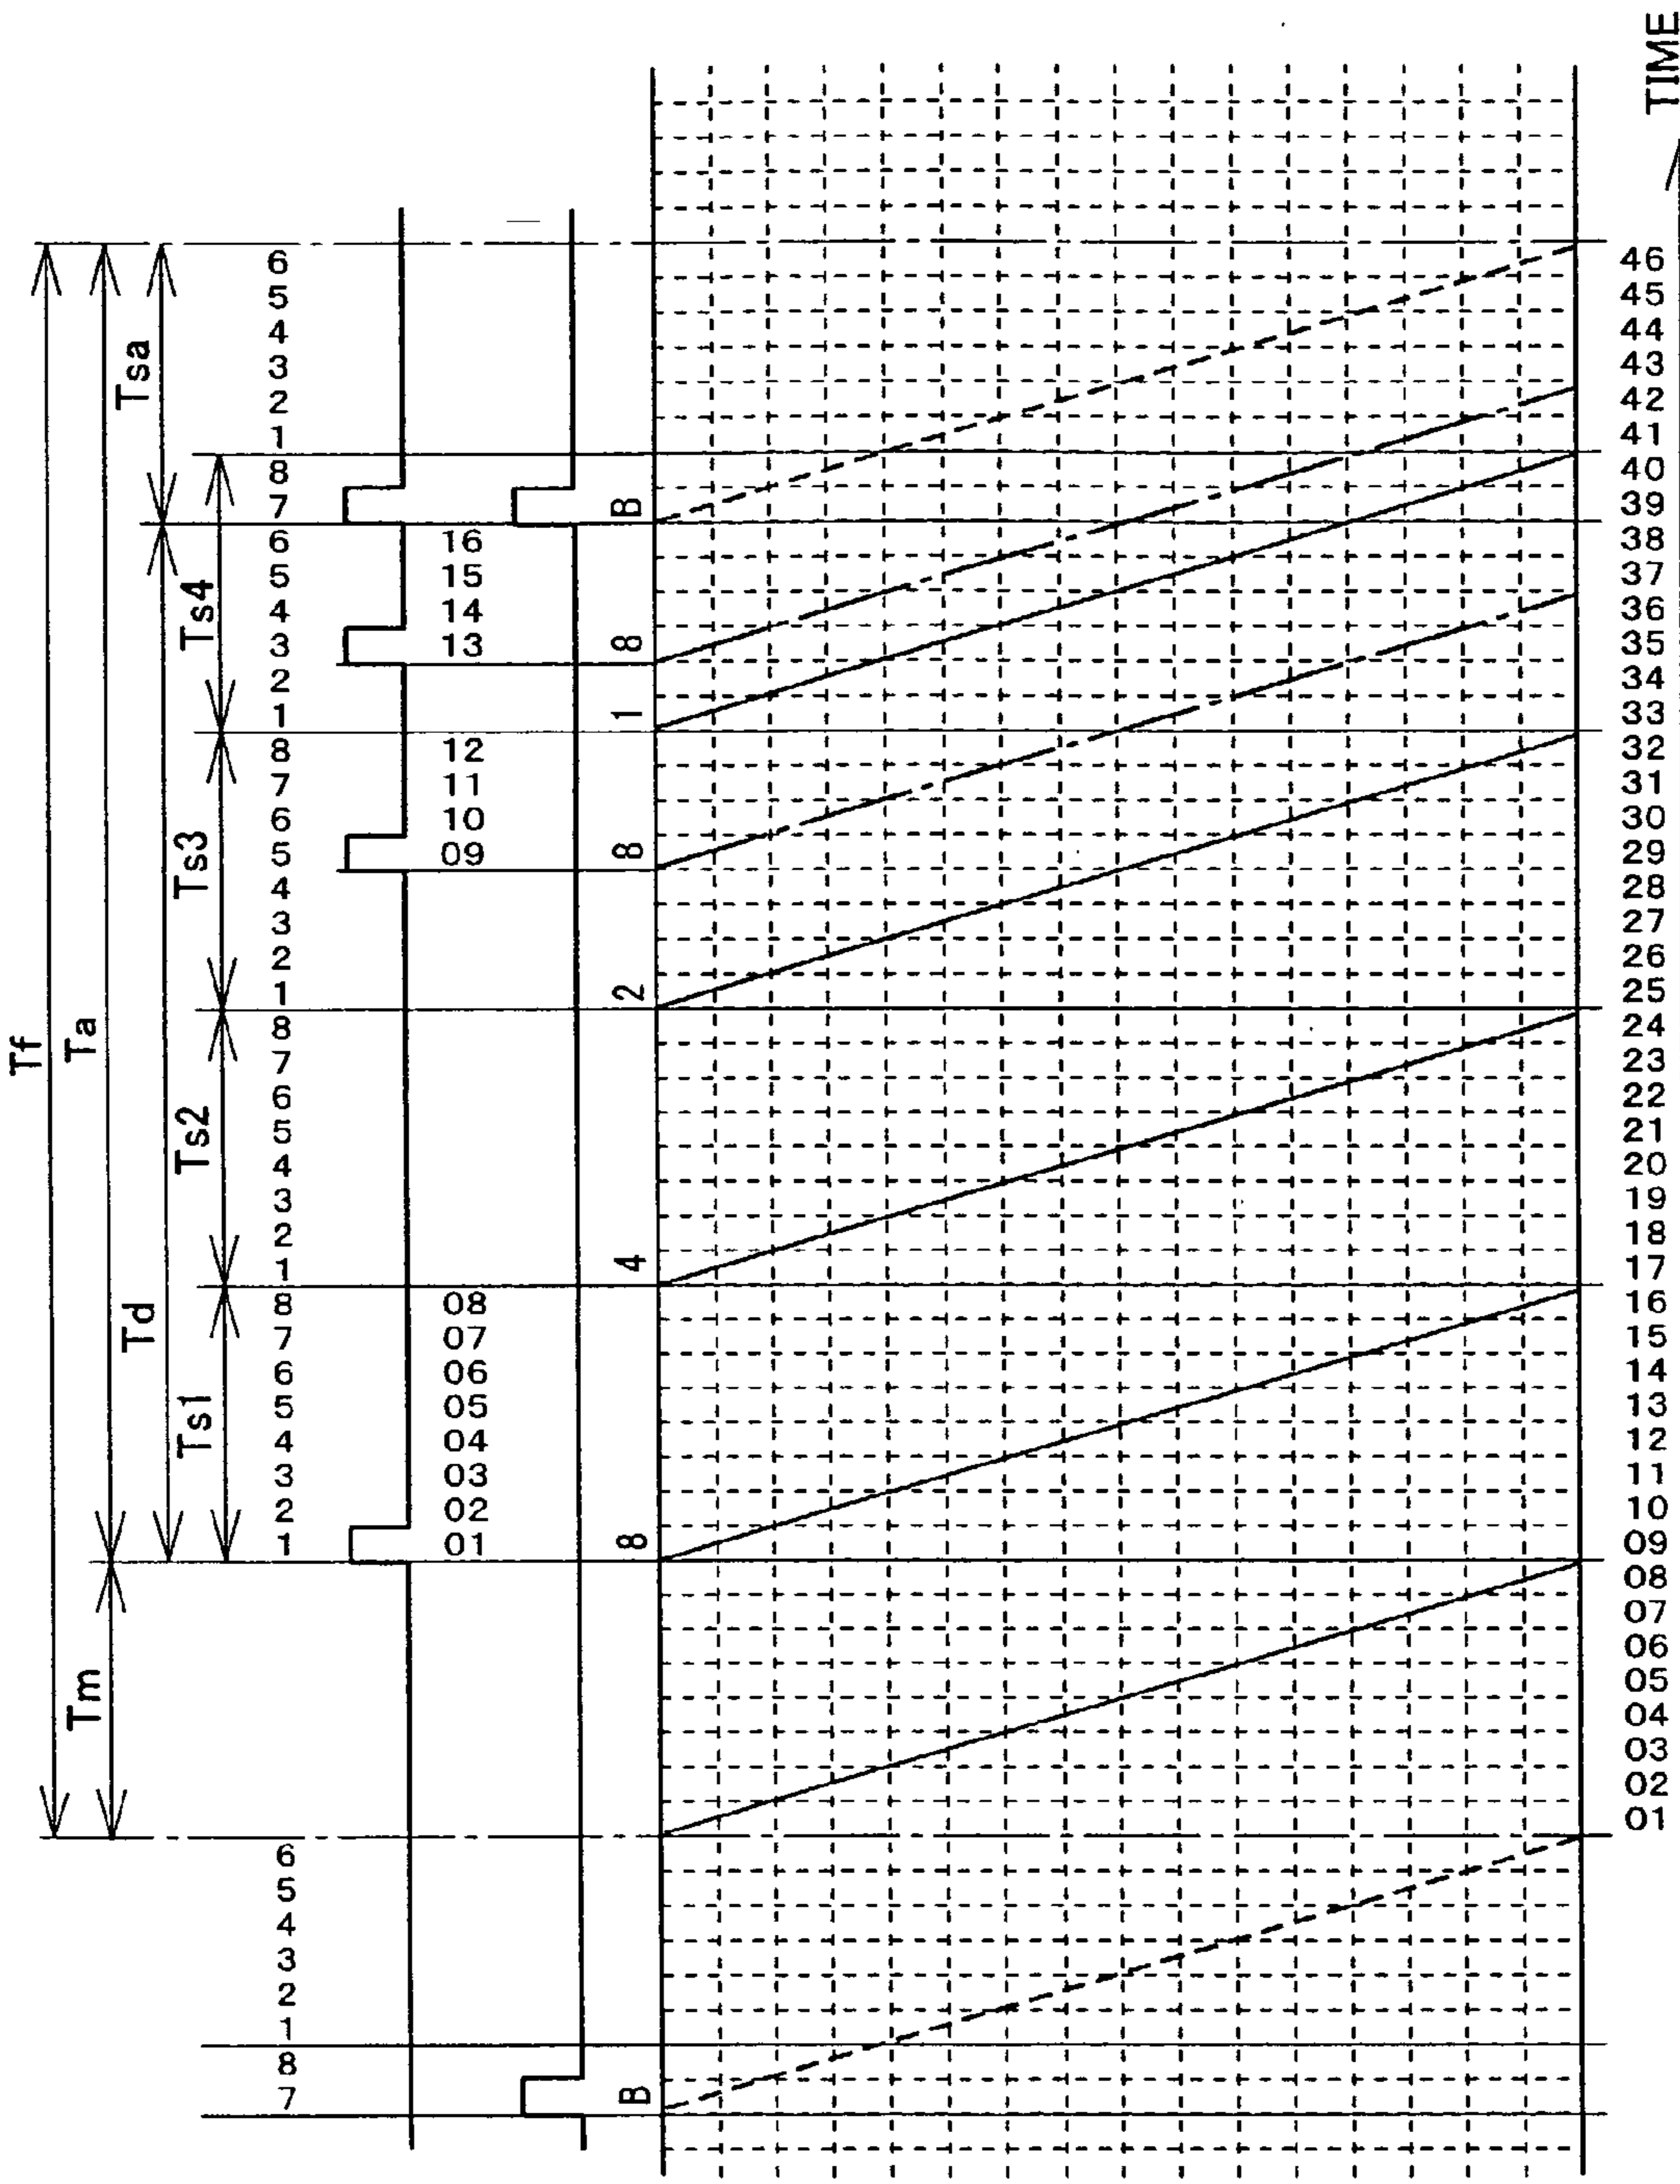 Tf
Tm Ta
Td Tsa
Ts1 Ts2 Ts3 Ts4
7 8 1 2 3 4 5 6 1 2 3 4 5 6 7 8 1 2 3 4 5 6 7 8 1 2 3 4 5 6 7 8 1 2 3 4 5 6 7 8 1 2 3 4 5 6
01 02 03 04 05 06 07 08 09 10 11 12 13 14 15 16
B 8 4 2 8 1 8 B
01 02 03 04 05 06 07 08 09 10 11 12 13 14 15 16 17 18 19 20 21 22 23 24 25 26 27 28 29 30 31 32 33 34 35 36 37 38 39 40 41 42 43 44 45 46
TIME